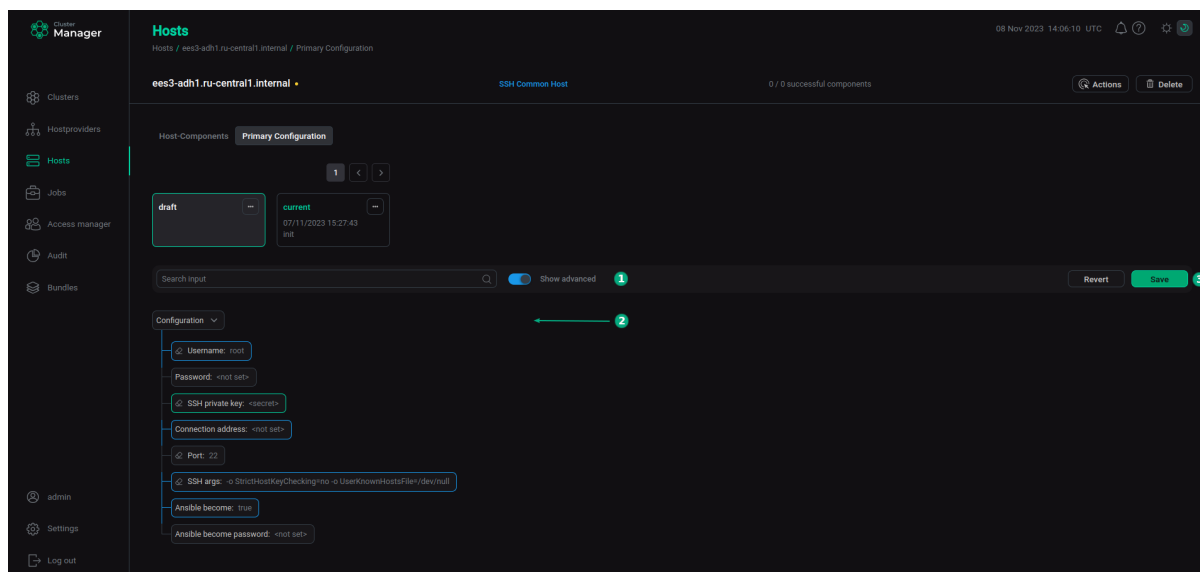 Cluster
Manager
Hosts
Hosts / ees3-adh1.ru-central1.internal / Primary Configuration
08 Nov 2023 14:06:10 UTC
ees3-adh1.ru-central1.internal
SSH Common Host
0 / 0 successful components
Actions
Delete
Clusters
Hostproviders
Hosts
Jobs
Access manager
Audit
Bundles
Host-Components
Primary Configuration
1
draft
current
07/11/2023 15:27:43
init
Search input
Show advanced
1
Revert
Save
3
Configuration
2
Username: root
Password: <not set>
SSH private key: <secret>
Connection address: <not set>
Port: 22
SSH args: -o StrictHostKeyChecking=no -o UserKnownHostsFile=/dev/null
Ansible become: true
Ansible become password: <not set>
admin
Settings
Log out